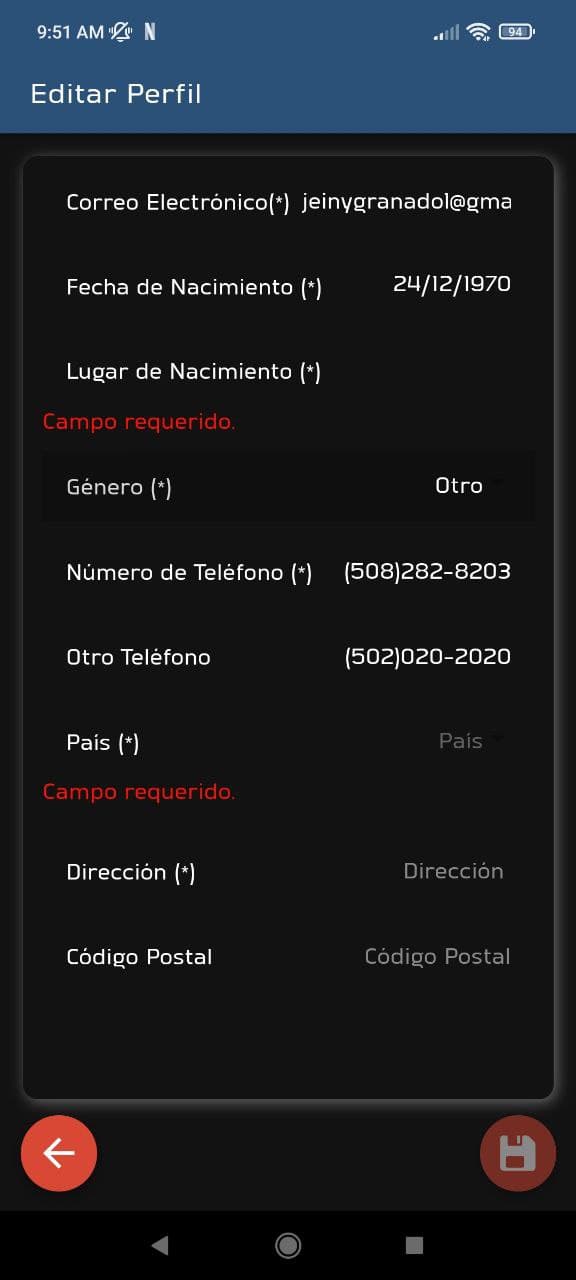 9:51 AM N 94
Editar Perfil
Correo Electrónico(*) jeinygranadol@gma
Fecha de Nacimiento (*) 24/12/1970
Lugar de Nacimiento (*)
Campo requerido.
Género (*) Otro
Número de Teléfono (*) (508)282-8203
Otro Teléfono (502)020-2020
País (*) País
Campo requerido.
Dirección (*) Dirección
Código Postal Código Postal